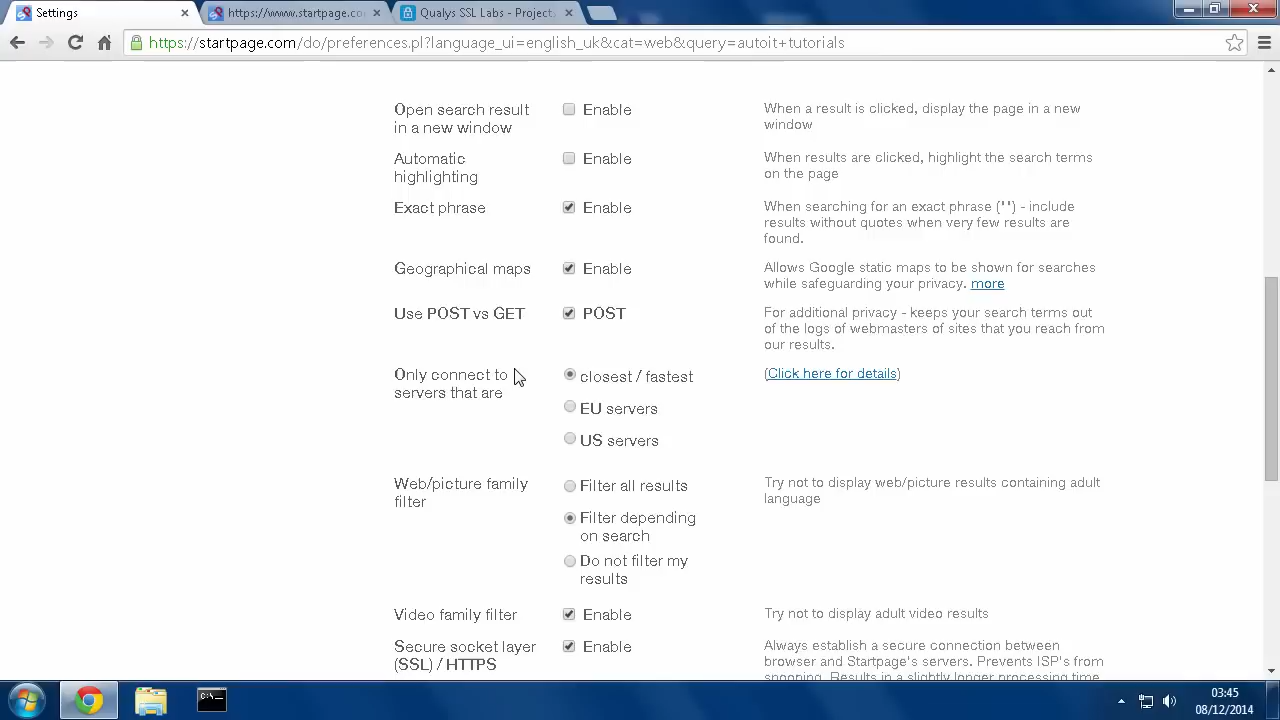 Settings
https://www.startpage.co
Qualys SSL Labs - Projects
https://startpage.com/do/preferences.pl?language_ui=english_uk&cat=web&query=autoit+tutorials
Open search result
in a new window
Enable
When a result is clicked, display the page in a new
window
Automatic
highlighting
Enable
When results are clicked, highlight the search terms
on the page
Exact phrase
Enable
When searching for an exact phrase (" ") - include
results without quotes when very few results are
found.
Geographical maps
Enable
Allows Google static maps to be shown for searches
while safeguarding your privacy. more
Use POST vs GET
POST
For additional privacy - keeps your search terms out
of the logs of webmasters of sites that you reach from
our results.
Only connect to
servers that are
closest / fastest
(Click here for details)
EU servers
US servers
Web/picture family
filter
Filter all results
Try not to display web/picture results containing adult
language
Filter depending
on search
Do not filter my
results
Video family filter
Enable
Try not to display adult video results
Secure socket layer
(SSL) / HTTPS
Enable
Always establish a secure connection between
browser and Startpage's servers. Prevents ISP's from
snooping. Results in a slightly longer processing time
C:\_
03:45
08/12/2014